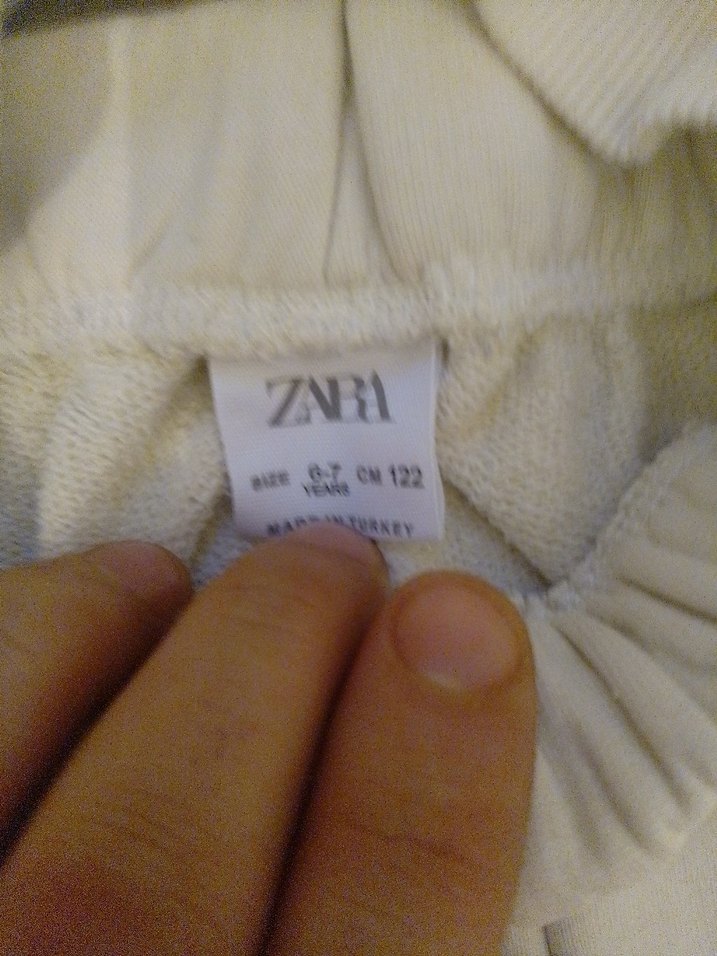 ZARA
SIZE 6-7 CM 122
YEARS
MADE IN TURKEY